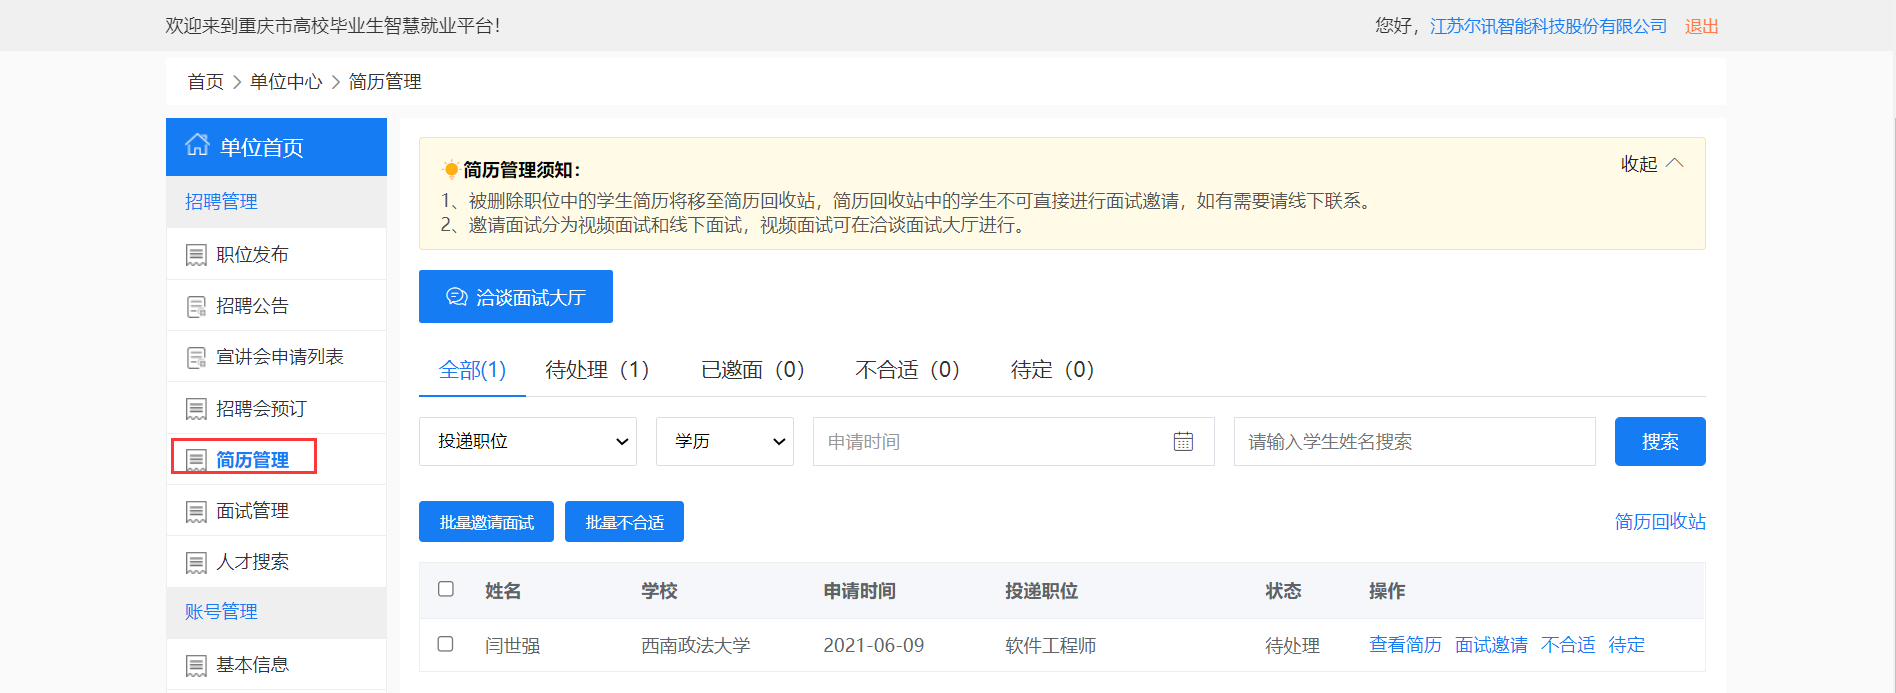 欢迎来到重庆市高校毕业生智慧就业平台!
您好，江苏尔讯智能科技股份有限公司 退出
首页 > 单位中心 > 简历管理
单位首页
招聘管理
职位发布
招聘公告
宣讲会申请列表
招聘会预订
简历管理
面试管理
人才搜索
账号管理
基本信息
简历管理须知：
收起
1、被删除职位中的学生简历将移至简历回收站，简历回收站中的学生不可直接进行面试邀请，如有需要请线下联系。
2、邀请面试分为视频面试和线下面试，视频面试可在洽谈面试大厅进行。
洽谈面试大厅
全部(1) 待处理（1） 已邀面（0） 不合适（0） 待定（0）
投递职位 学历 申请时间 请输入学生姓名搜索 搜索
批量邀请面试 批量不合适 简历回收站
姓名 学校 申请时间 投递职位 状态 操作
闫世强 西南政法大学 2021-06-09 软件工程师 待处理 查看简历 面试邀请 不合适 待定